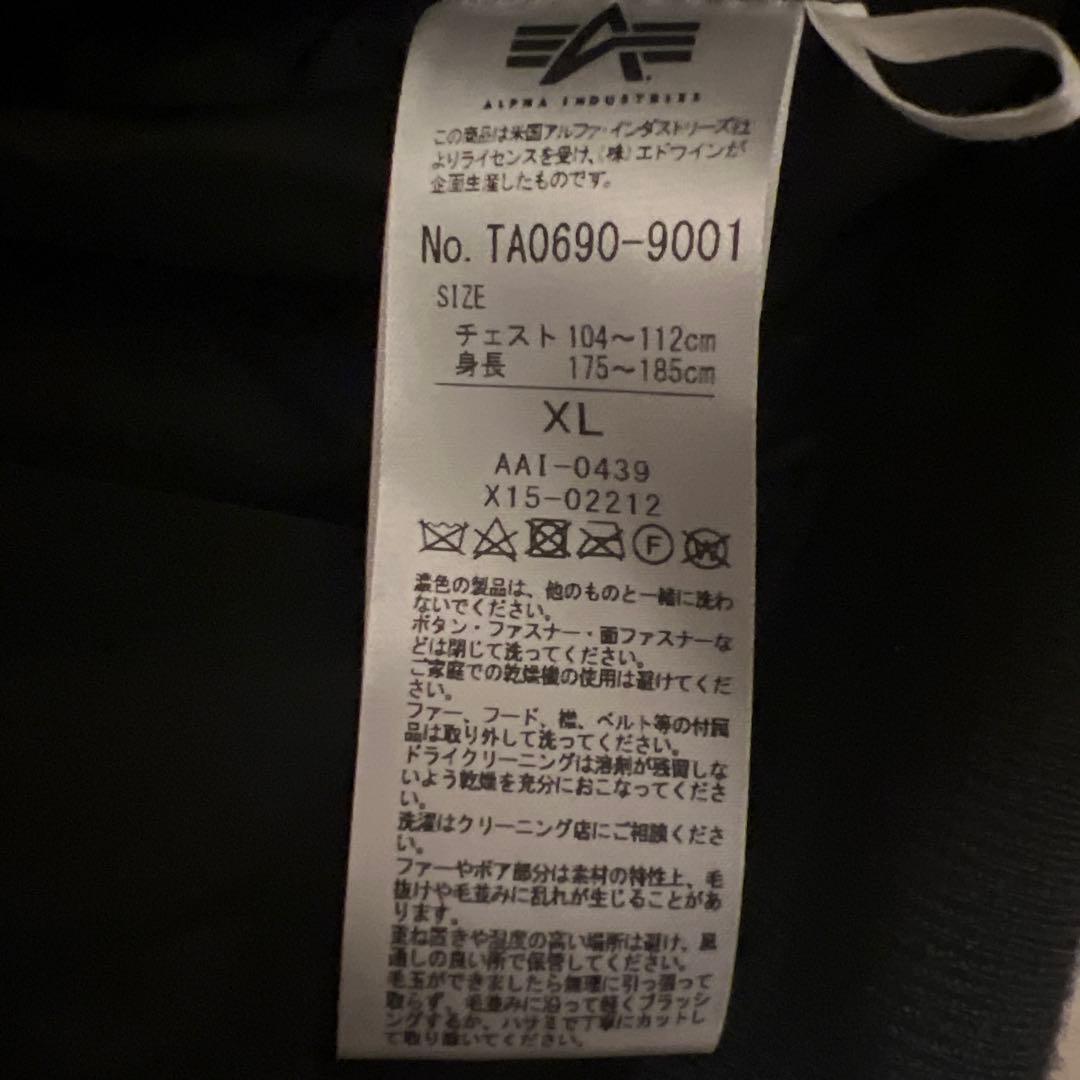 ALPHA INDUSTRIES
この商品は米国アルファ・インダストリーズ社
よりライセンスを受け、(株)エドウインが
企画生産したものです。
No. TA0690-9001
SIZE
チェスト 104～112cm
身長 175～185cm
XL
AAI-0439
X15-02212
F W
濃色の製品は、他のものと一緒に洗わ
ないでください。
ボタン・ファスナー・面ファスナーな
どは閉じて洗ってください。
ご家庭での乾燥機の使用は避けてくだ
さい。
ファー、フード、襟、ベルト等の付属
品は取り外して洗ってください。
ドライクリーニングは溶剤が残留しな
いよう乾燥を充分におこなってくださ
い。
洗濯はクリーニング店にご相談くださ
い。
ファーやボア部分は素材の特性上、毛
抜けや毛並みに乱れが生じることがあ
ります。
重ね置きや湿度の高い場所は避け、風
通しの良い所で保管してください。
毛玉ができましたら無理に引っ張って
取らず、毛並みに沿って軽くブラッシ
ングするか、ハサミで丁寧にカットし
て取り除いてください。